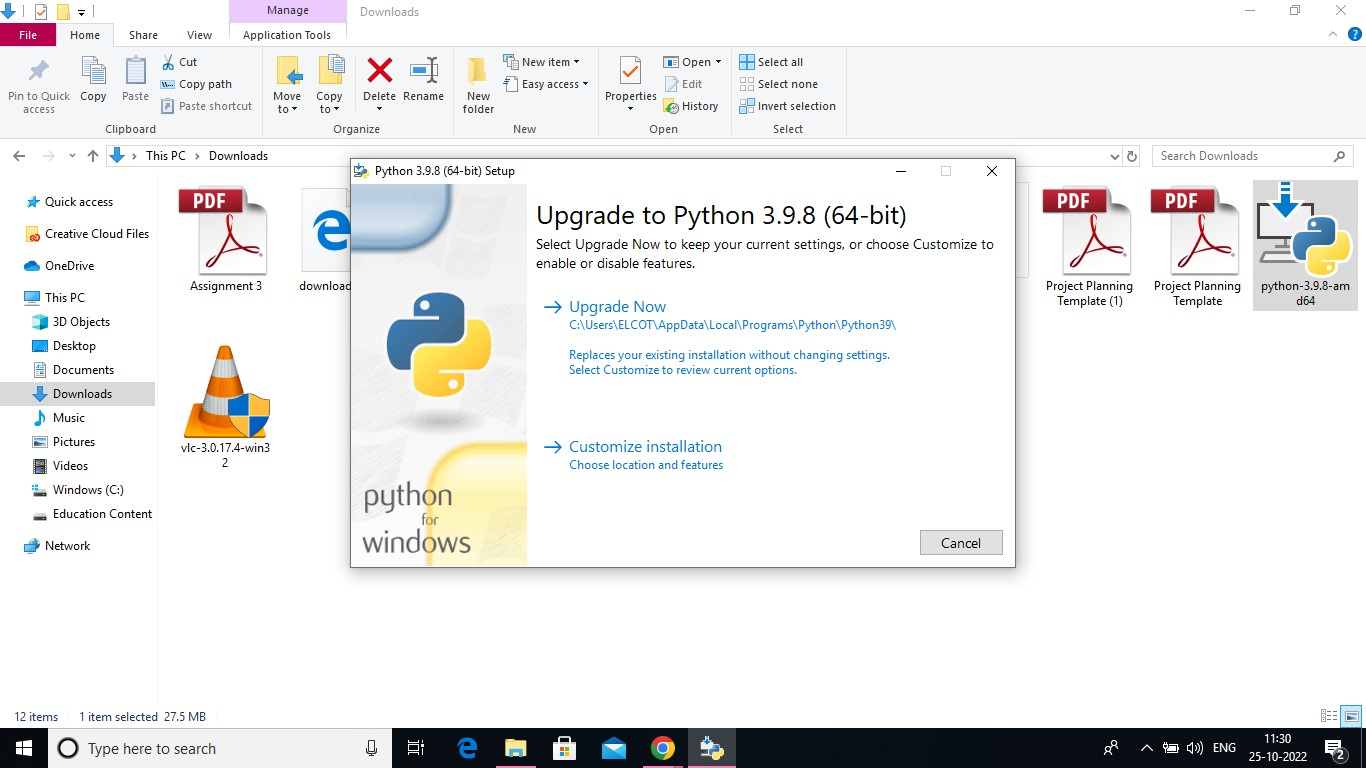 Manage
Downloads
File
Home
Share
View
Application Tools
Pin to Quick
access
Copy
Paste
Cut
Copy path
Paste shortcut
Clipboard
Move
to
Copy
to
Delete
Rename
Organize
New
folder
New item
Easy access
New
Properties
Open
Edit
History
Open
Select all
Select none
Invert selection
Select
This PC
Downloads
Search Downloads
Quick access
Creative Cloud Files
OneDrive
This PC
3D Objects
Desktop
Documents
Downloads
Music
Pictures
Videos
Windows (C:)
Education Content
Network
PDF
Assignment 3
download
PDF
Project Planning
Template (1)
PDF
Project Planning
Template
python-3.9.8-am
d64
vlc-3.0.17.4-win3
2
Python 3.9.8 (64-bit) Setup
Upgrade to Python 3.9.8 (64-bit)
Select Upgrade Now to keep your current settings, or choose Customize to
enable or disable features.
Upgrade Now
C:\Users\ELCOT\AppData\Local\Programs\Python\Python39\
Replaces your existing installation without changing settings.
Select Customize to review current options.
Customize installation
Choose location and features
python
for
windows
Cancel
12 items
1 item selected 27.5 MB
Type here to search
ENG
11:30
25-10-2022
2